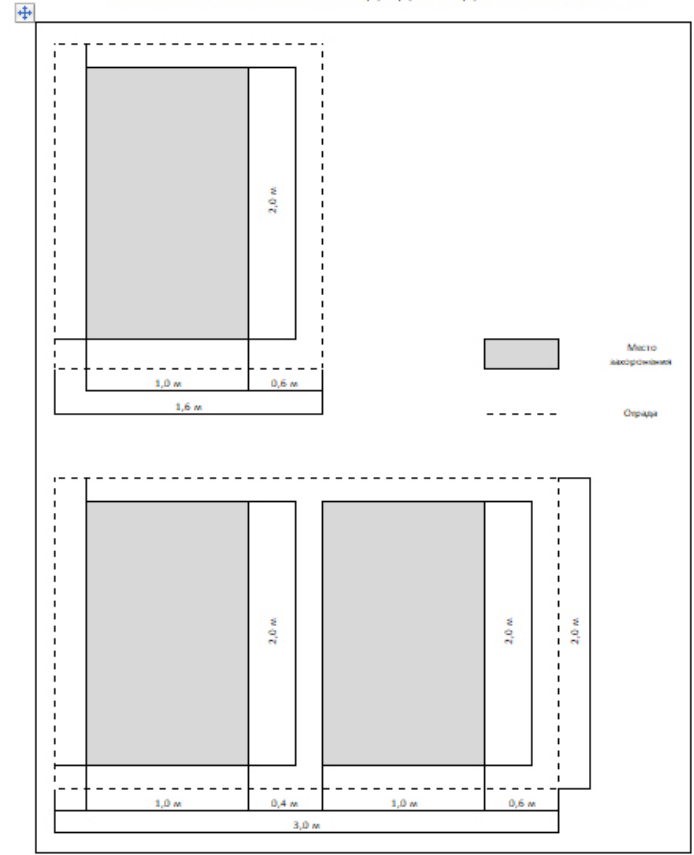 2,0 м
Место
захоронения
1,0 м
0,6 м
1,6 м
Ограда
2,0 м
2,0 м
2,0 м
1,0 м
0,4 м
1,0 м
0,6 м
3,0 м